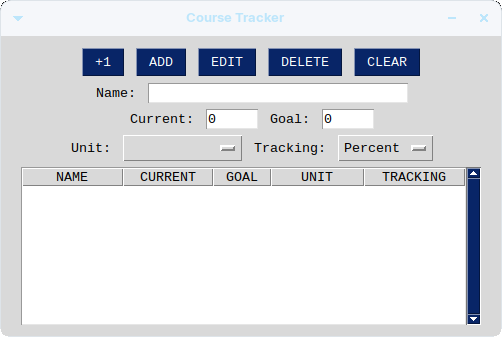 Course Tracker
+1 ADD EDIT DELETE CLEAR
Name:
Current: 0 Goal: 0
Unit: Tracking: Percent
NAME CURRENT GOAL UNIT TRACKING